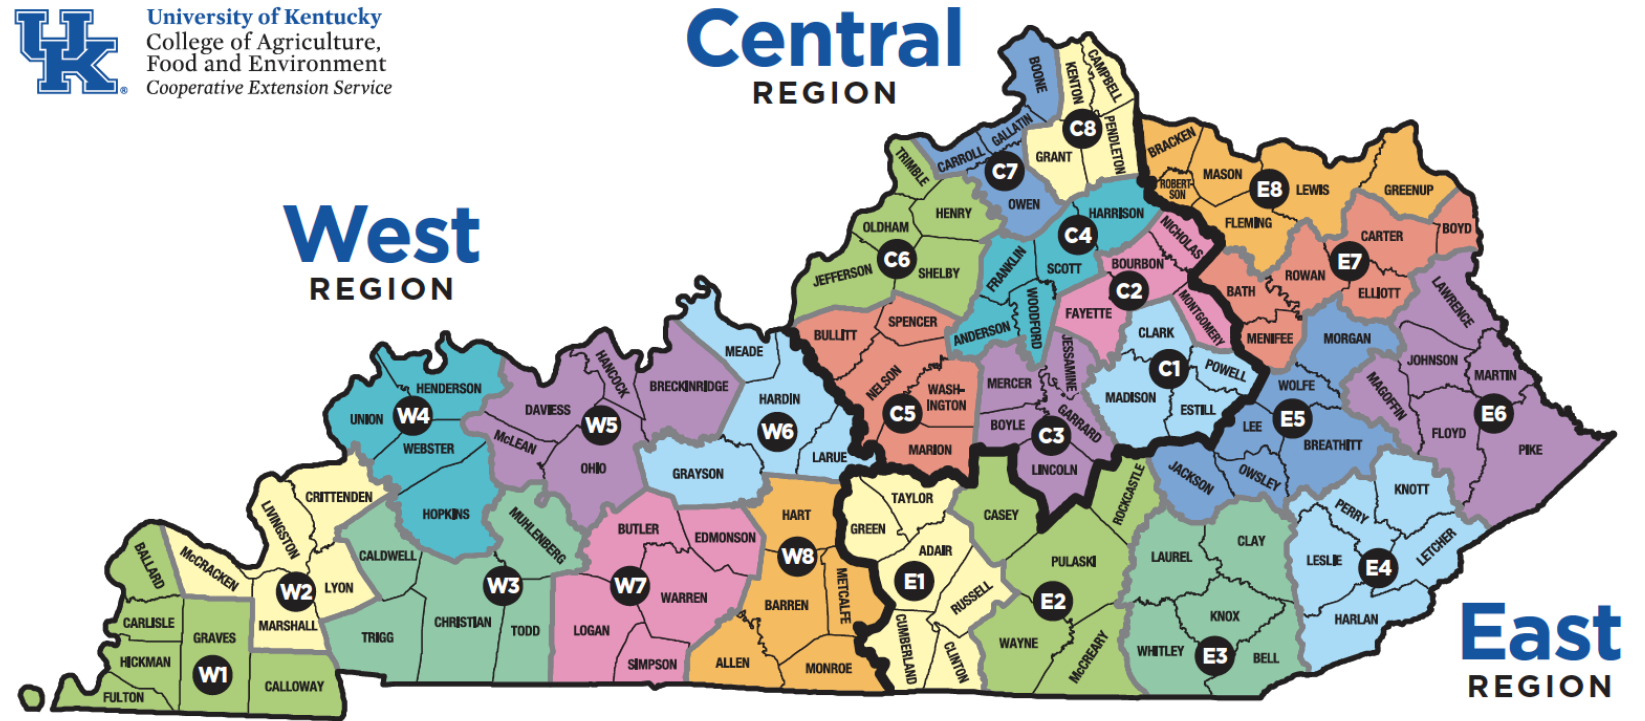 UK
University of Kentucky
College of Agriculture,
Food and Environment
Cooperative Extension Service
Central
REGION
West
REGION
East
REGION
BOONE
KENTON
CAMPBELL
C8
PENDLETON
GRANT
GALLATIN
CARROLL
C7
OWEN
TRIMBLE
HENRY
OLDHAM
C6
JEFFERSON
SHELBY
HARRISON
C4
FRANKLIN
SCOTT
WOODFORD
ANDERSON
NICHOLAS
BOURBON
C2
FAYETTE
MONTGOMERY
CLARK
C1
POWELL
MADISON
ESTILL
BULLITT
SPENCER
NELSON
WASH-
INGTON
C5
MARION
JESSAMINE
MERCER
GARRARD
BOYLE
C3
LINCOLN
BRACKEN
ROBERT-
SON
MASON
E8
LEWIS
GREENUP
FLEMING
CARTER
BOYD
E7
ROWAN
BATH
ELLIOTT
MENIFEE
LAWRENCE
MORGAN
JOHNSON
MARTIN
MAGOFFIN
E6
FLOYD
PIKE
WOLFE
LEE
E5
BREATHITT
JACKSON
OWSLEY
KNOTT
PERRY
LETCHER
LESLIE
E4
HARLAN
LAUREL
CLAY
KNOX
WHITLEY
E3
BELL
ROCKCASTLE
CASEY
PULASKI
E2
WAYNE
McCREARY
TAYLOR
GREEN
ADAIR
E1
RUSSELL
CUMBERLAND
CLINTON
HENDERSON
UNION
W4
WEBSTER
HOPKINS
HANCOCK
BRECKINRIDGE
DAVIESS
W5
McLEAN
OHIO
MEADE
HARDIN
W6
LARUE
GRAYSON
CRITTENDEN
LIVINGSTON
McCRACKEN
W2
LYON
MARSHALL
BALLARD
CARLISLE
GRAVES
HICKMAN
W1
CALLOWAY
FULTON
MUHLENBERG
CALDWELL
W3
CHRISTIAN
TODD
TRIGG
BUTLER
EDMONSON
W7
WARREN
LOGAN
SIMPSON
HART
W8
METCALFE
BARREN
ALLEN
MONROE